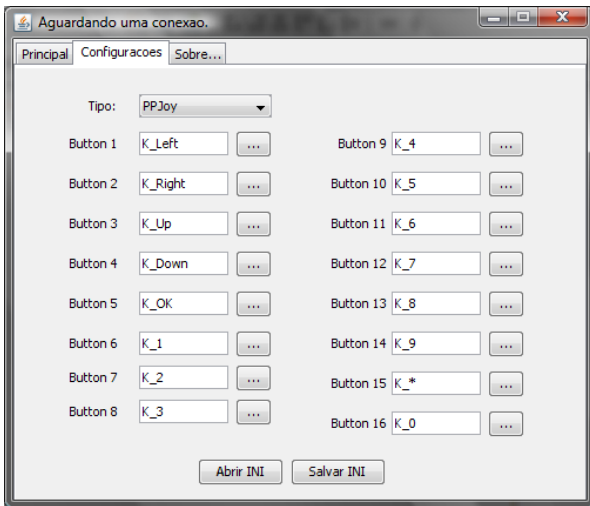 Aguardando uma conexao.
Principal Configuracoes Sobre...
Tipo: PPJoy
Button 1 K_Left ... Button 9 K_4 ...
Button 2 K_Right ... Button 10 K_5 ...
Button 3 K_Up ... Button 11 K_6 ...
Button 4 K_Down ... Button 12 K_7 ...
Button 5 K_OK ... Button 13 K_8 ...
Button 6 K_1 ... Button 14 K_9 ...
Button 7 K_2 ... Button 15 K_* ...
Button 8 K_3 ... Button 16 K_0 ...
Abrir INI Salvar INI